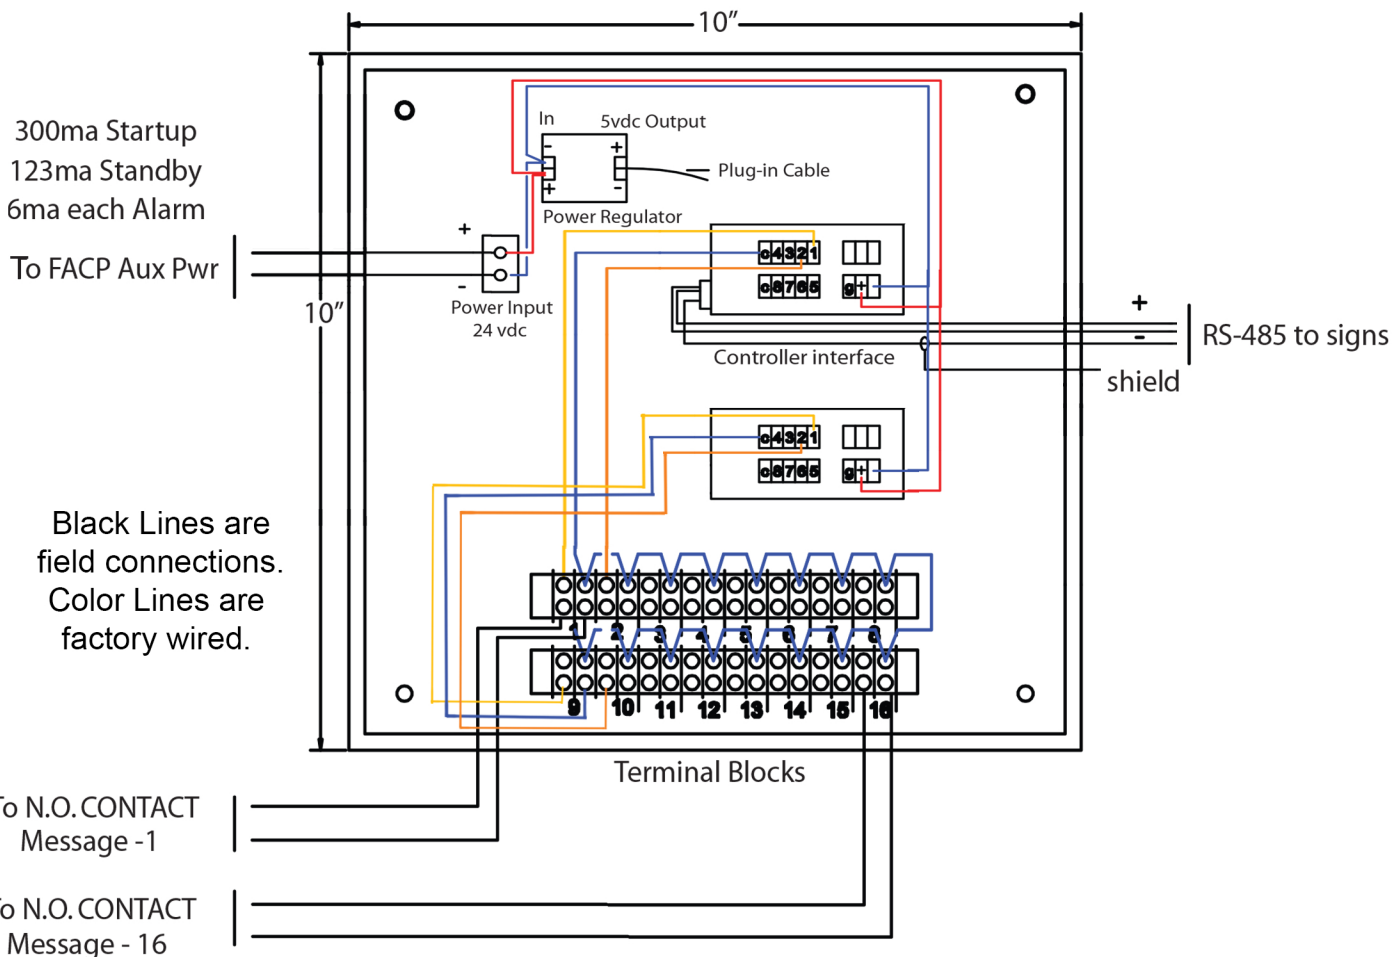 10”
300ma Startup
123ma Standby
6ma each Alarm
To FACP Aux Pwr
In
5vdc Output
-
+
+
-
Plug-in Cable
Power Regulator
+
-
Power Input
24 vdc
10”
c4321
c8765
g+
Controller interface
+
-
RS-485 to signs
shield
c4321
c8765
g+
Black Lines are
field connections.
Color Lines are
factory wired.
1 2 3 4 5 6 7 8
9 10 11 12 13 14 15 16
Terminal Blocks
To N.O. CONTACT
Message -1
To N.O. CONTACT
Message - 16